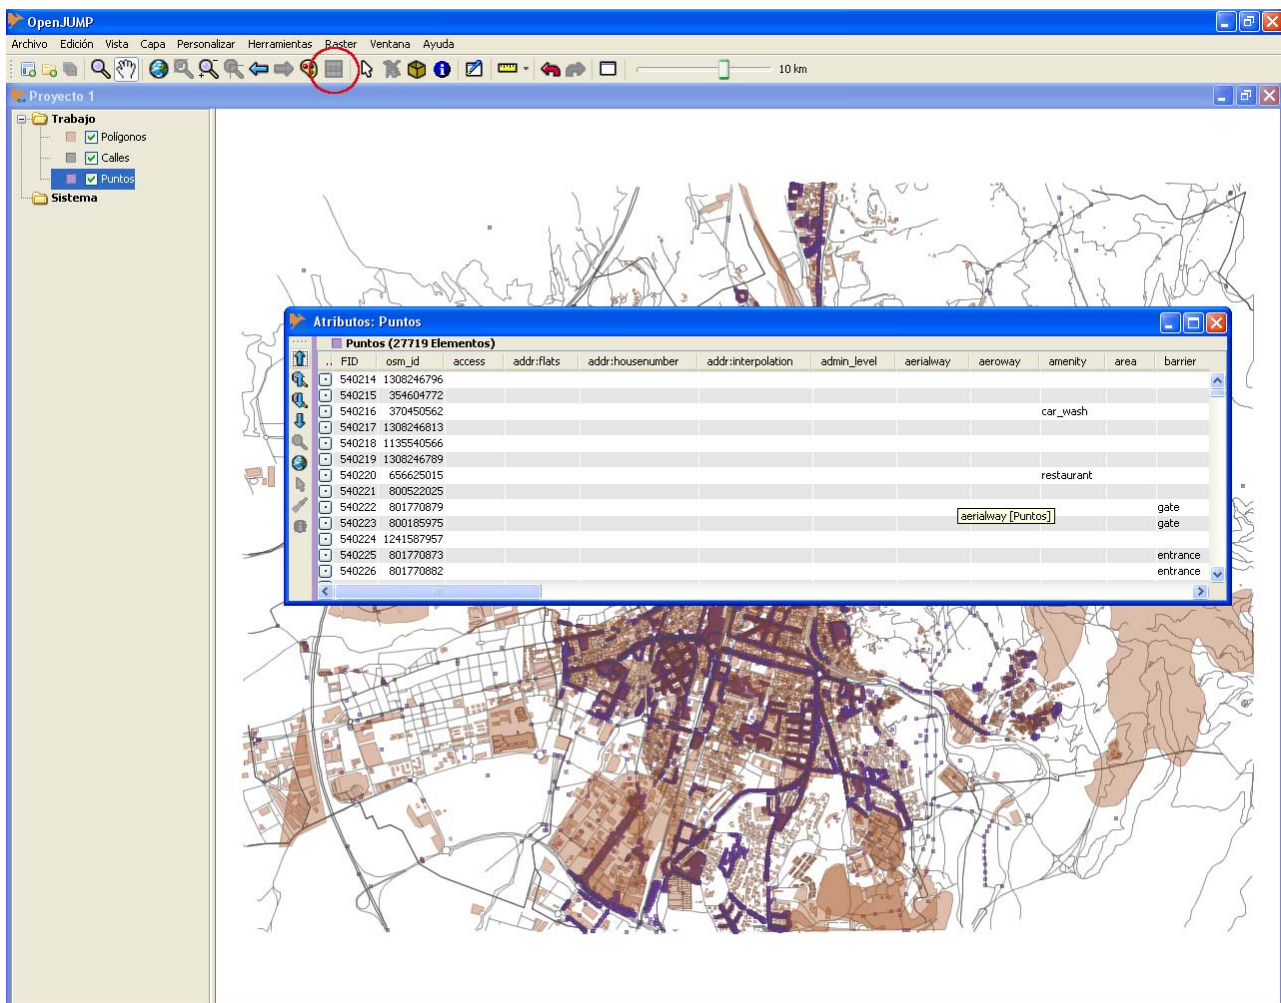 OpenJUMP
Archivo Edición Vista Capa Personalizar Herramientas Raster Ventana Ayuda
10 km
Proyecto 1
Trabajo
Polígonos
Calles
Puntos
Sistema
Atributos: Puntos
Puntos (27719 Elementos)
.. FID osm_id access addr:flats addr:housenumber addr:interpolation admin_level aerialway aeroway amenity area barrier
540214 1308246796
540215 354604772
540216 370450562 car_wash
540217 1308246813
540218 1135540566
540219 1308246789
540220 656625015 restaurant
540221 800522025
540222 801770879 gate
aerialway [Puntos]
540223 800185975 gate
540224 1241587957
540225 801770873 entrance
540226 801770882 entrance